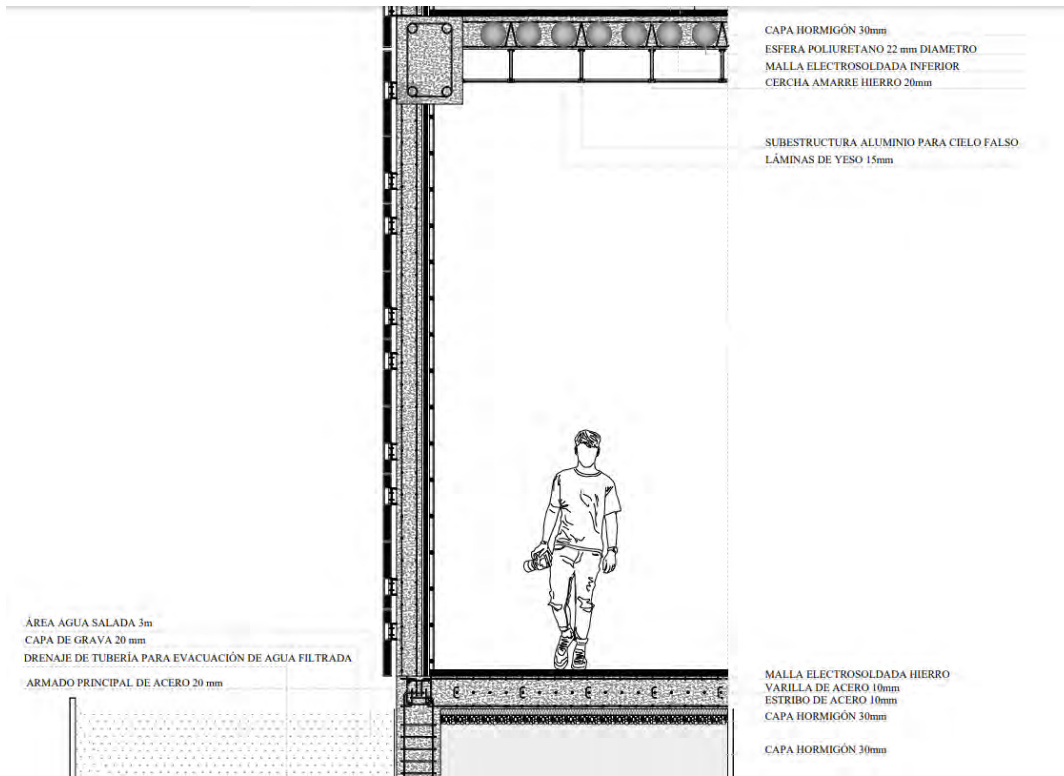 CAPA HORMIGÓN 30mm
ESFERA POLIURETANO 22 mm DIAMETRO
MALLA ELECTROSOLDADA INFERIOR
CERCHA AMARRE HIERRO 20mm
SUBESTRUCTURA ALUMINIO PARA CIELO FALSO
LÁMINAS DE YESO 15mm
ÁREA AGUA SALADA 3m
CAPA DE GRAVA 20 mm
DRENAJE DE TUBERÍA PARA EVACUACIÓN DE AGUA FILTRADA
ARMADO PRINCIPAL DE ACERO 20 mm
MALLA ELECTROSOLDADA HIERRO
VARILLA DE ACERO 10mm
ESTRIBO DE ACERO 10mm
CAPA HORMIGÓN 30mm
CAPA HORMIGÓN 30mm